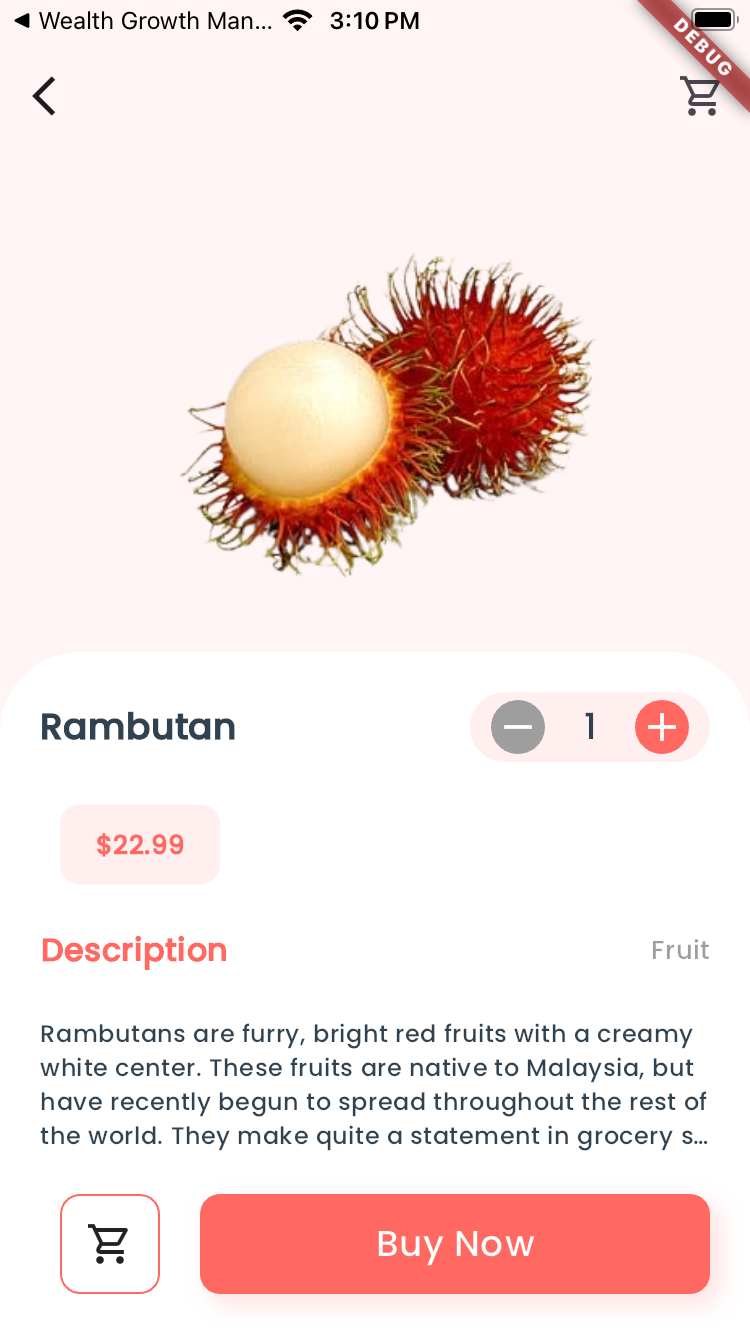 Wealth Growth Man... 3:10 PM
DEBUG
Rambutan
1
$22.99
Description
Fruit
Rambutans are furry, bright red fruits with a creamy
white center. These fruits are native to Malaysia, but
have recently begun to spread throughout the rest of
the world. They make quite a statement in grocery s...
Buy Now